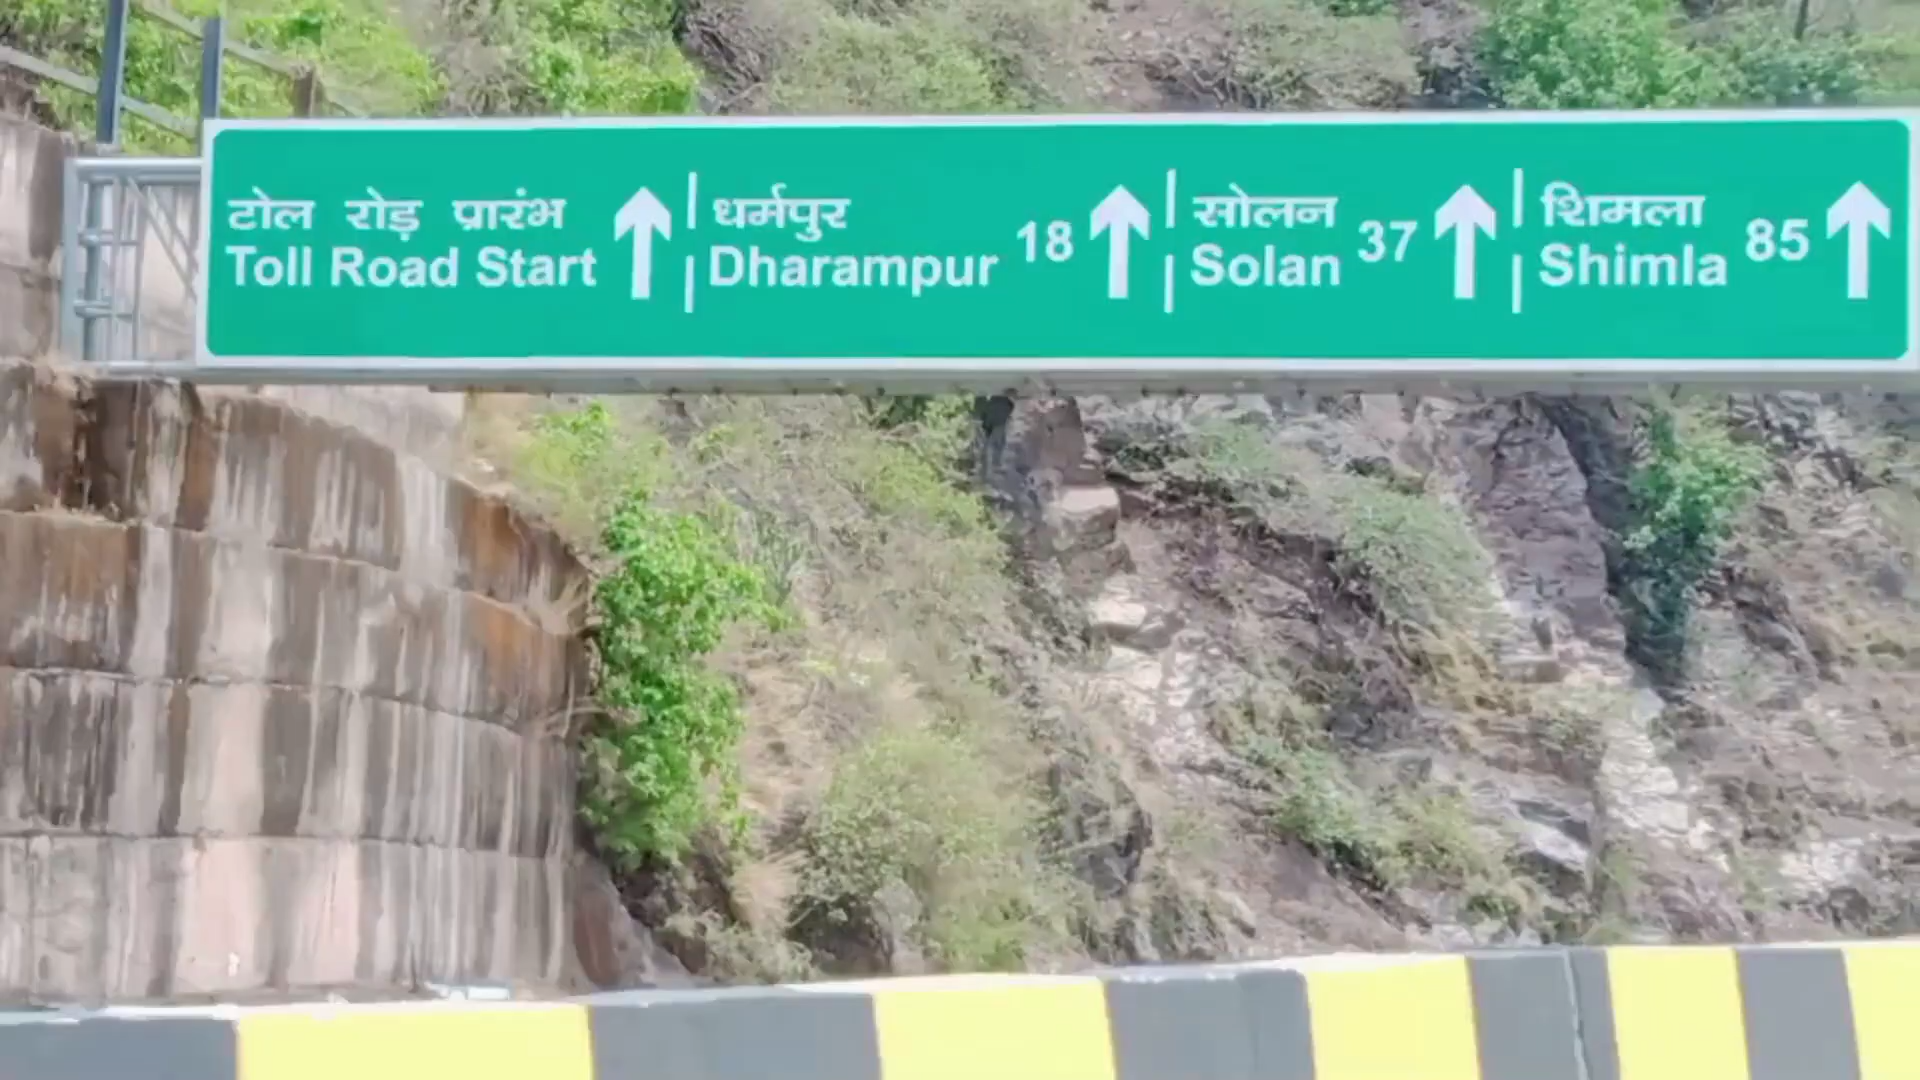 टोल रोड़ प्रारंभ
Toll Road Start
धर्मपुर
Dharampur 18
सोलन
Solan 37
शिमला
Shimla 85